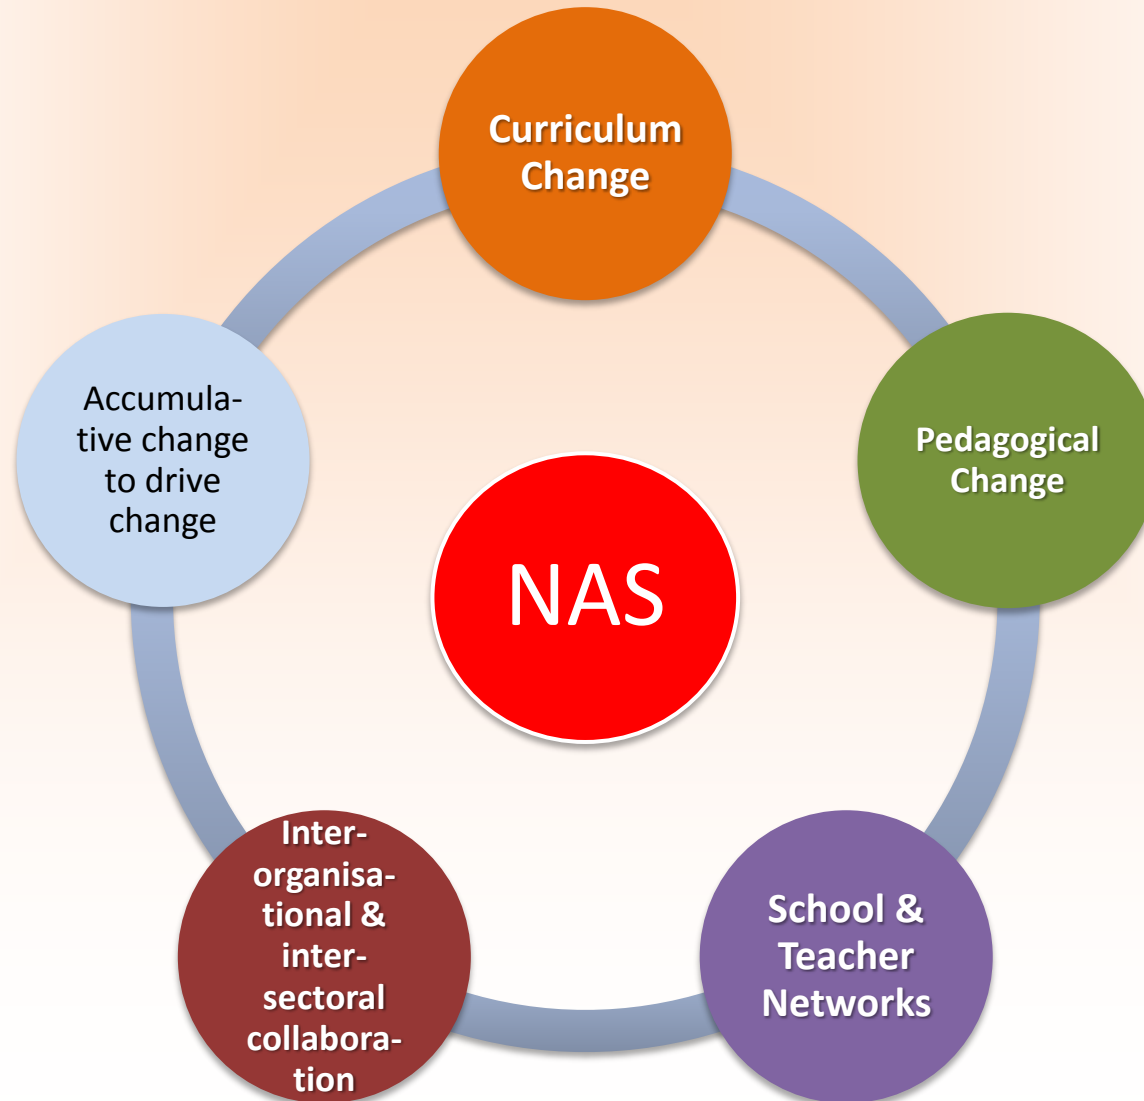 Curriculum
Change
Pedagogical
Change
School &
Teacher
Networks
Inter-
organisa-
tional &
inter-
sectoral
collabora-
tion
Accumula-
tive change
to drive
change
NAS